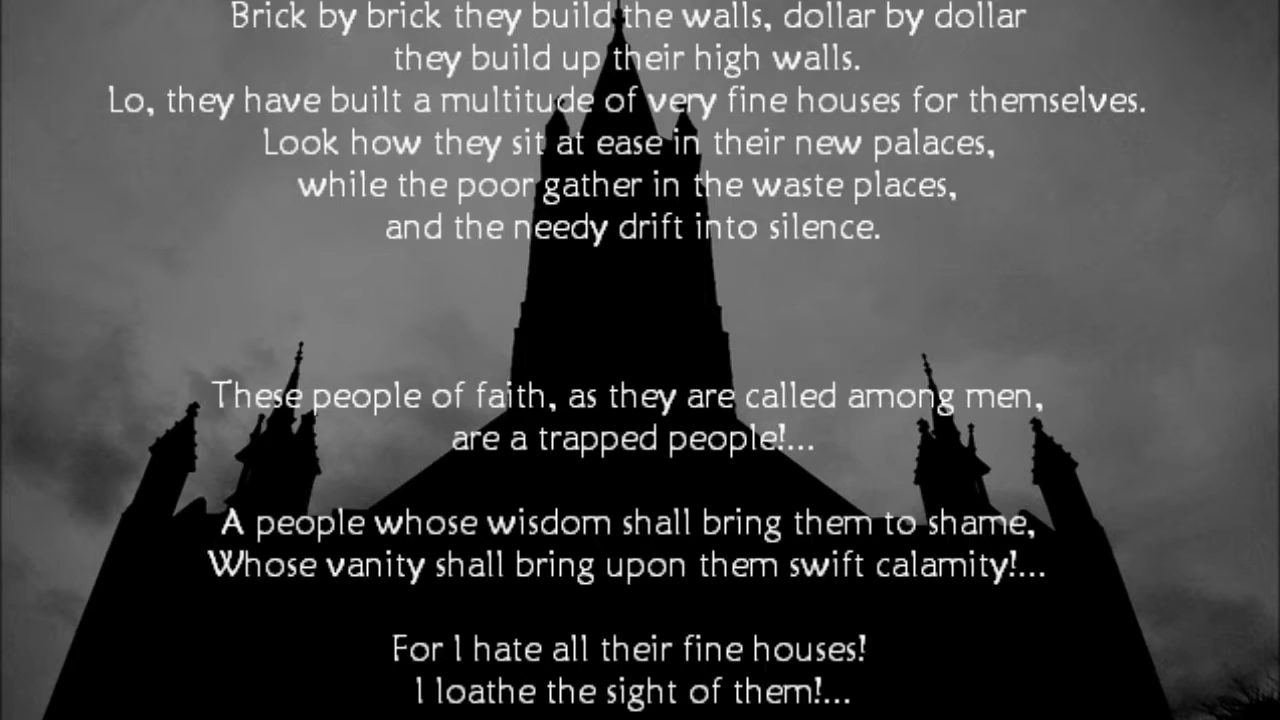 Brick by brick they build the walls, dollar by dollar
they build up their high walls.
Lo, they have built a multitude of very fine houses for themselves.
Look how they sit at ease in their new palaces,
while the poor gather in the waste places,
and the needy drift into silence.
These people of faith, as they are called among men,
are a trapped people!...
A people whose wisdom shall bring them to shame,
Whose vanity shall bring upon them swift calamity!...
For I hate all their fine houses!
I loathe the sight of them!...